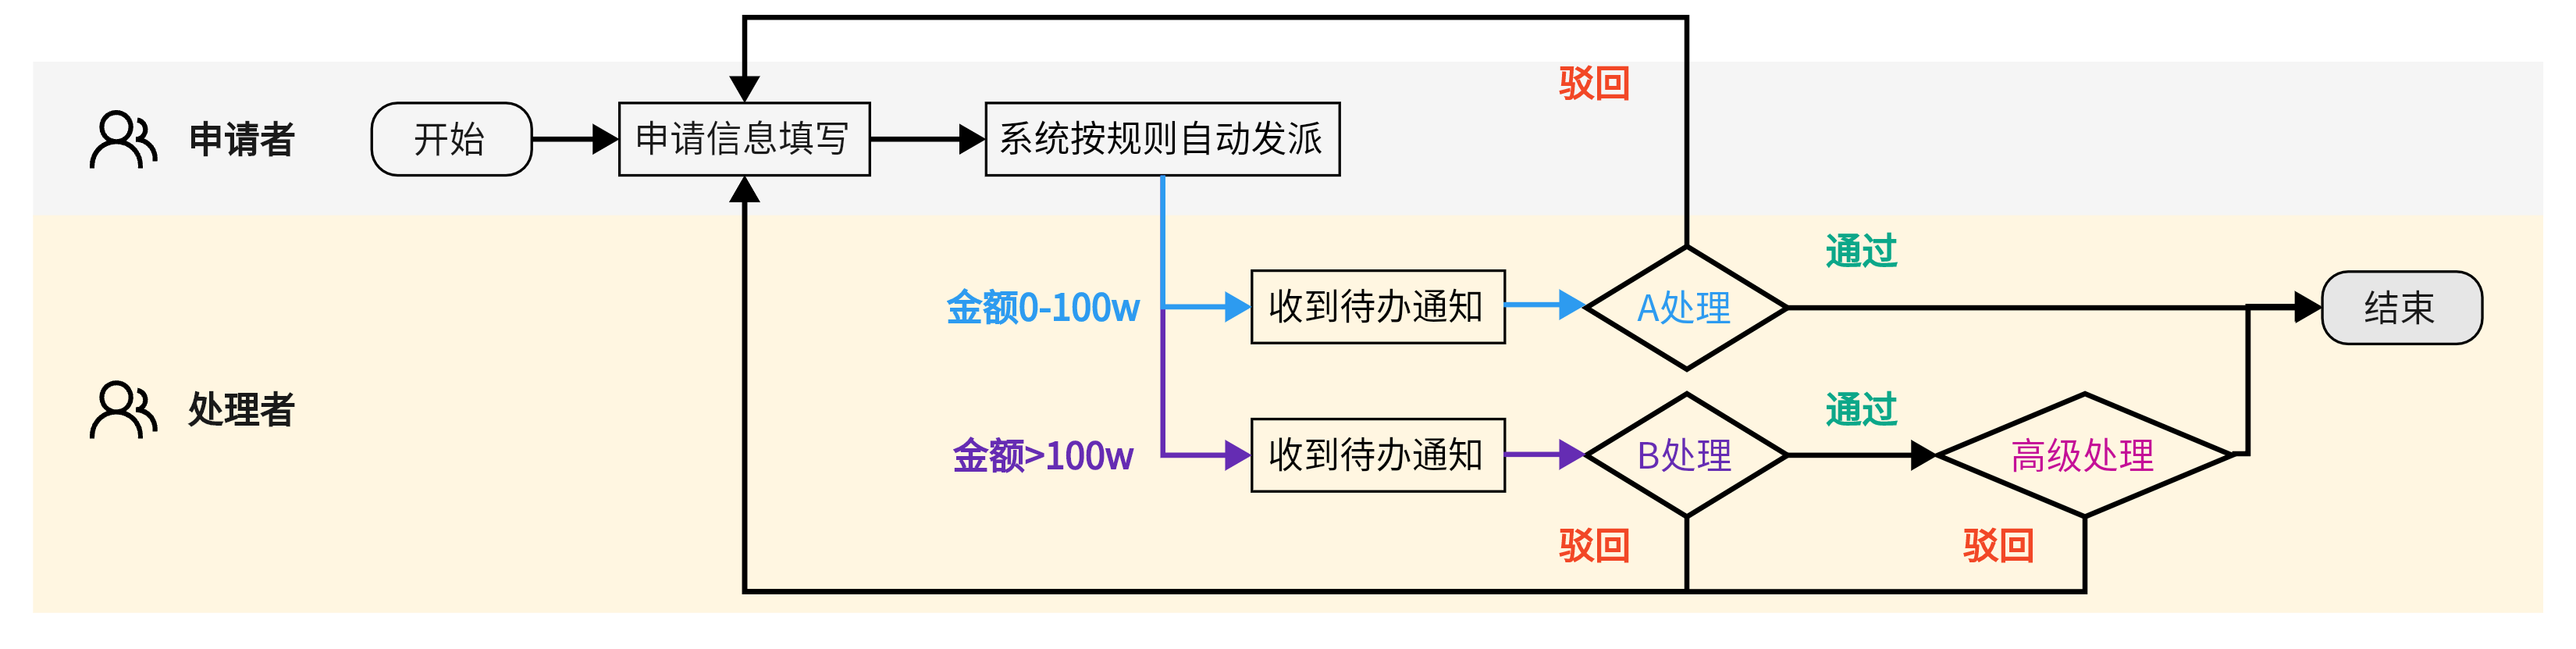 驳回
申请者
开始
申请信息填写
系统按规则自动发派
通过
金额0-100w
收到待办通知
A处理
结束
处理者
通过
金额>100w
收到待办通知
B处理
高级处理
驳回
驳回